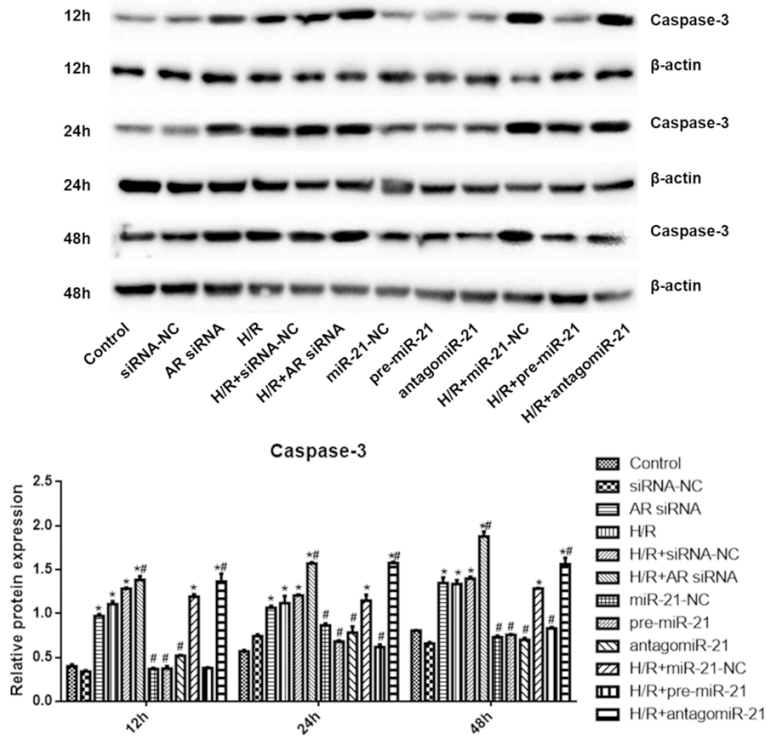 12h Caspase-3
12h β-actin
24h Caspase-3
24h β-actin
48h Caspase-3
48h β-actin
Control
siRNA-NC
AR siRNA
H/R
H/R+siRNA-NC
H/R+AR siRNA
miR-21-NC
pre-miR-21
antagomiR-21
H/R+miR-21-NC
H/R+pre-miR-21
H/R+antagomiR-21
Caspase-3
Relative protein expression
2.5
2.0
1.5
1.0
0.5
0.0
* * * *# # # # * *#
* * * *# # # # * # *#
* * * *# # # # * # *#
12h
24h
48h
Control
siRNA-NC
AR siRNA
H/R
H/R+siRNA-NC
H/R+AR siRNA
miR-21-NC
pre-miR-21
antagomiR-21
H/R+miR-21-NC
H/R+pre-miR-21
H/R+antagomiR-21